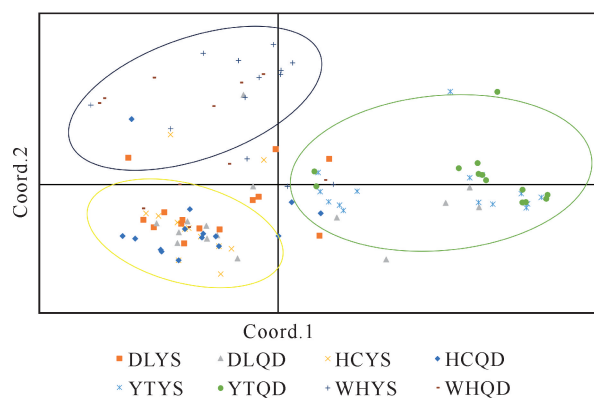 Coord.2
Coord.1
DLYS DLQD HCYS HCQD
YTYS YTQD WHYS WHQD